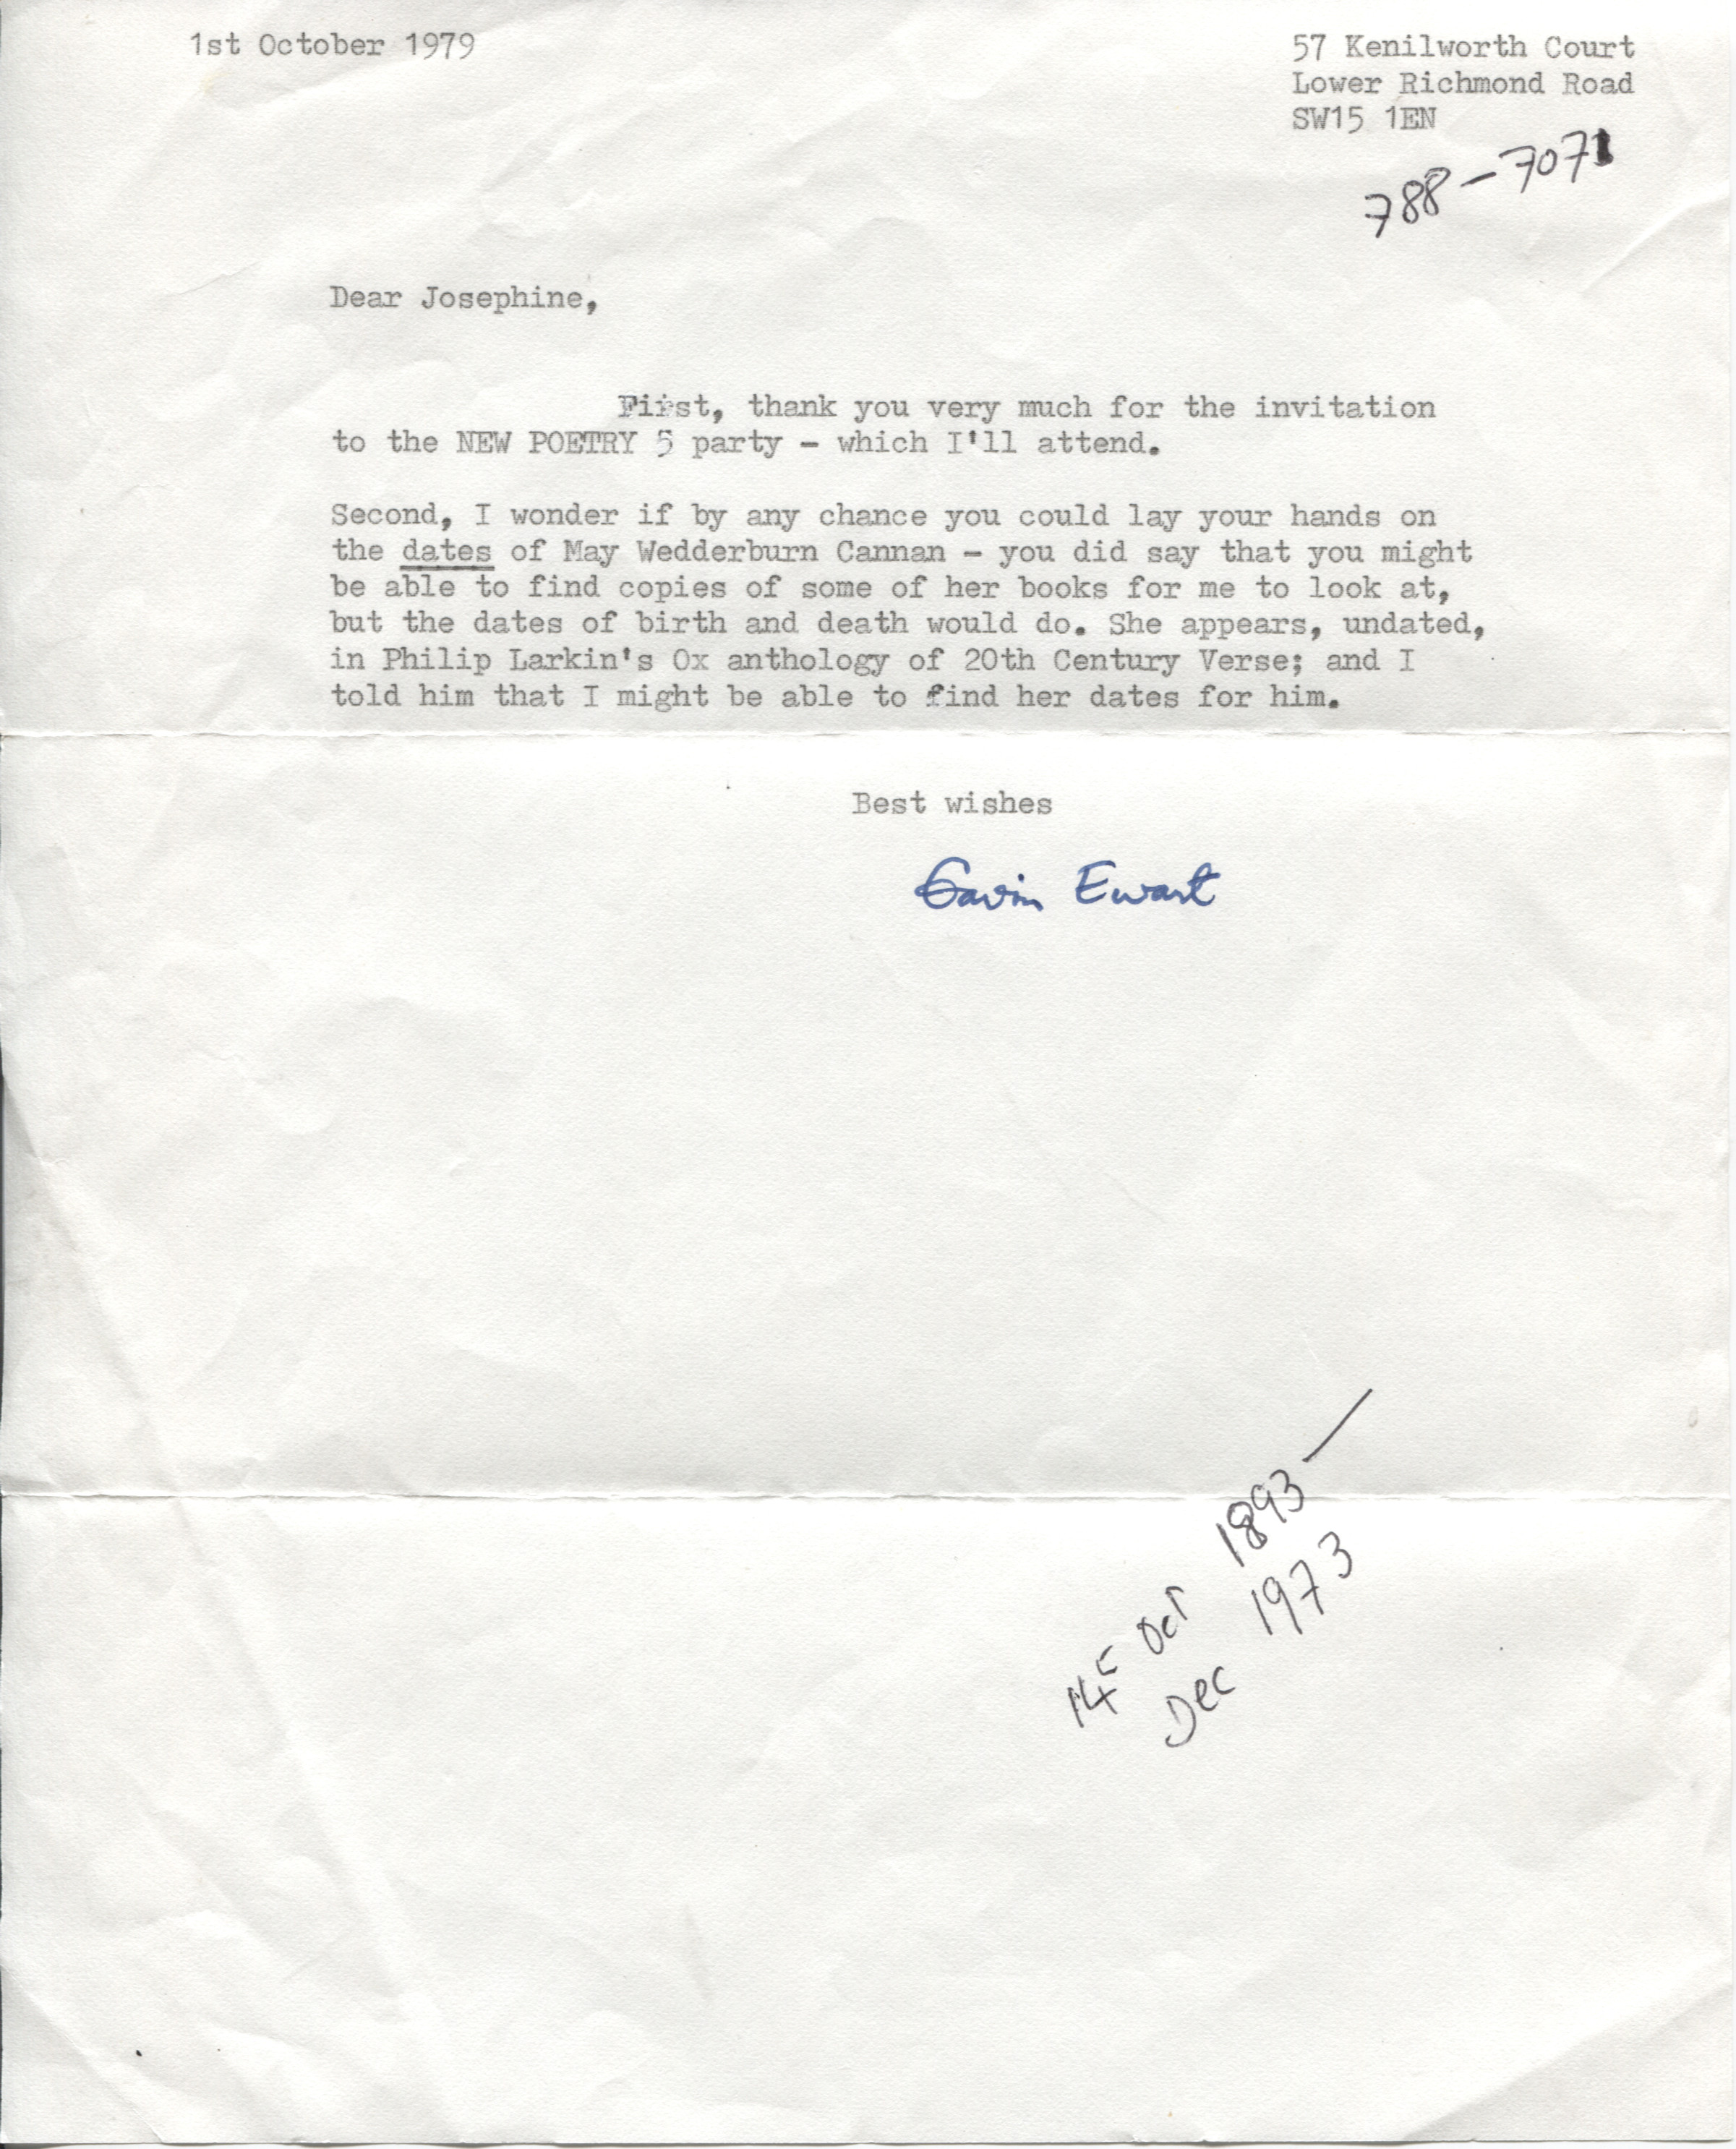 1st October 1979
57 Kenilworth Court
Lower Richmond Road
SW15 1EN
788-7071
Dear Josephine,
First, thank you very much for the invitation
to the NEW POETRY 5 party - which I'll attend.
Second, I wonder if by any chance you could lay your hands on
the dates of May Wedderburn Cannan - you did say that you might
be able to find copies of some of her books for me to look at,
but the dates of birth and death would do. She appears, undated,
in Philip Larkin's Ox anthology of 20th Century Verse; and I
told him that I might be able to find her dates for him.
Best wishes
Gavin Ewart
Oct 1893 —
Dec 1973